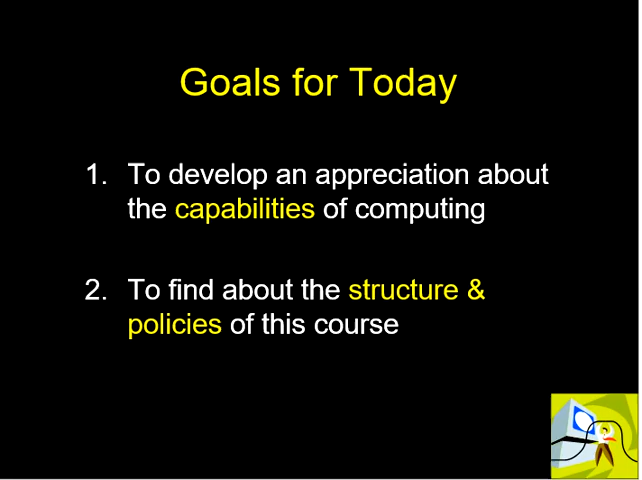 Goals for Today
1. To develop an appreciation about
the capabilities of computing
2. To find about the structure &
policies of this course